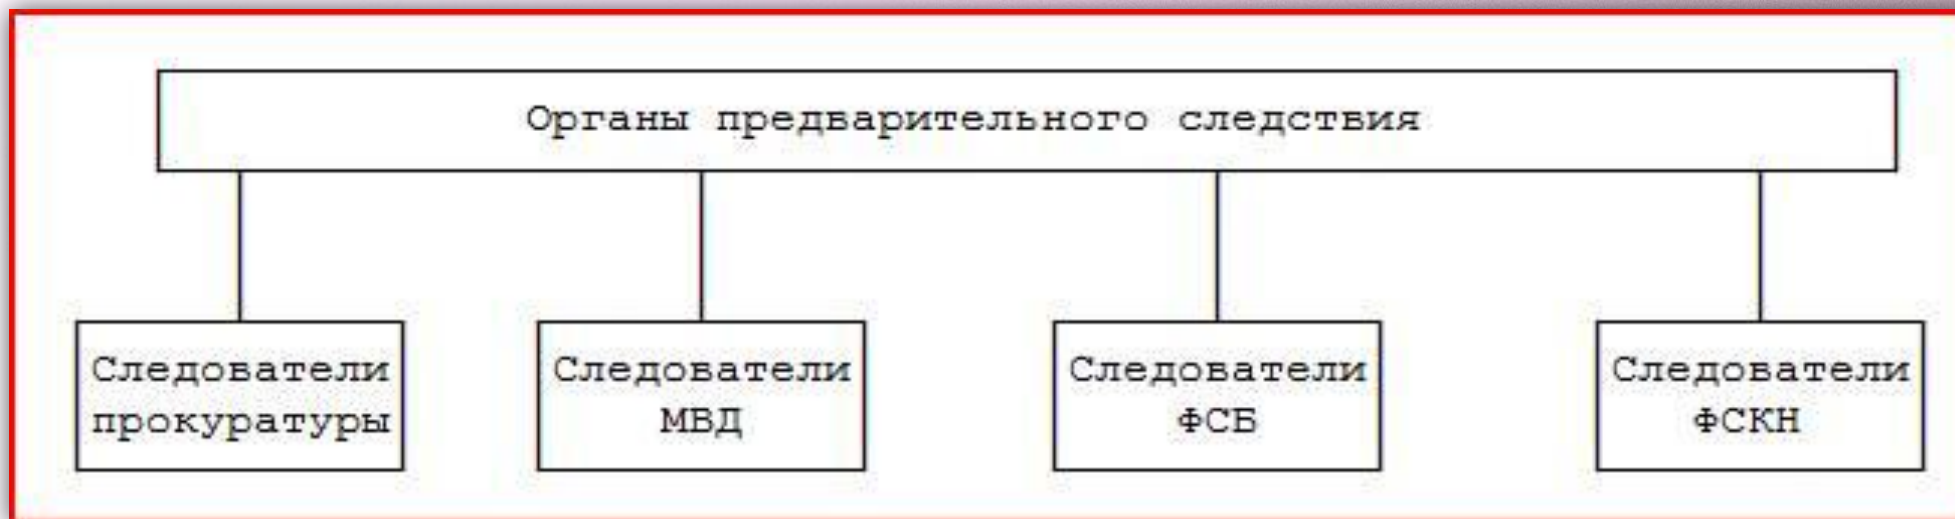 Органы предварительного следствия
Следователи
прокуратуры
Следователи
МВД
Следователи
ФСБ
Следователи
ФСКН